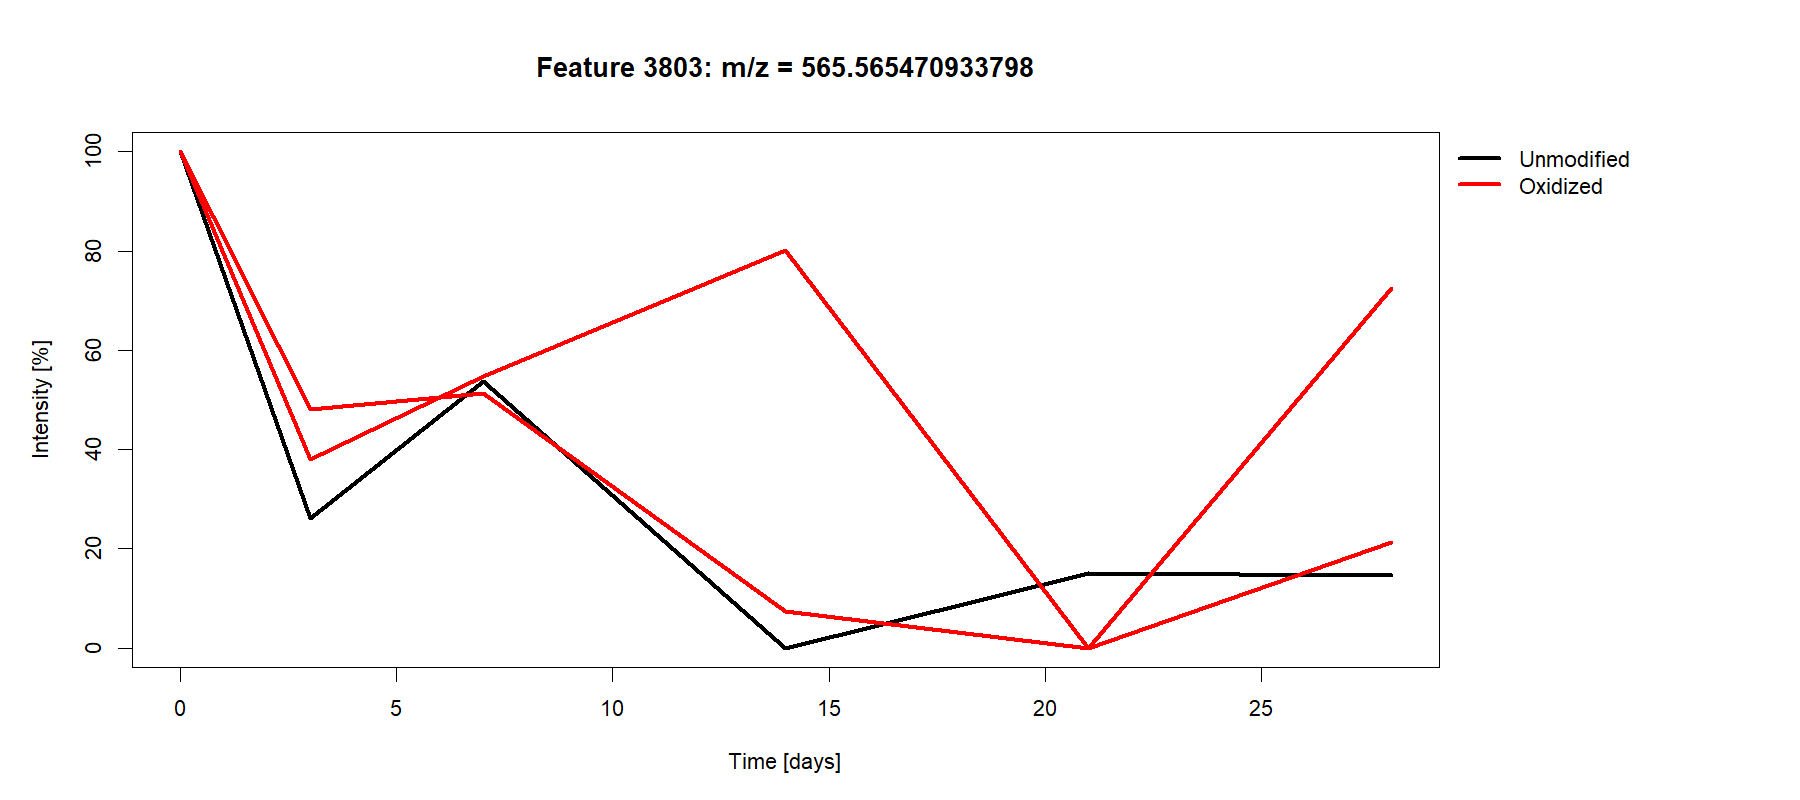 Feature 3803: m/z = 565.565470933798
Unmodified
Oxidized
Intensity [%]
100
80
60
40
20
0
0 5 10 15 20 25
Time [days]